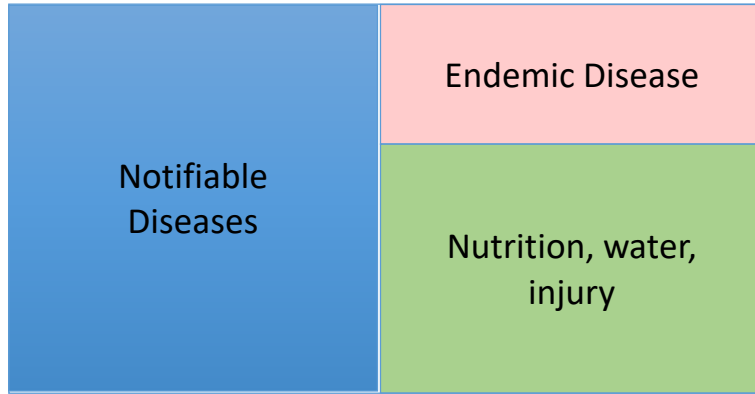 Notifiable
Diseases
Endemic Disease
Nutrition, water,
injury